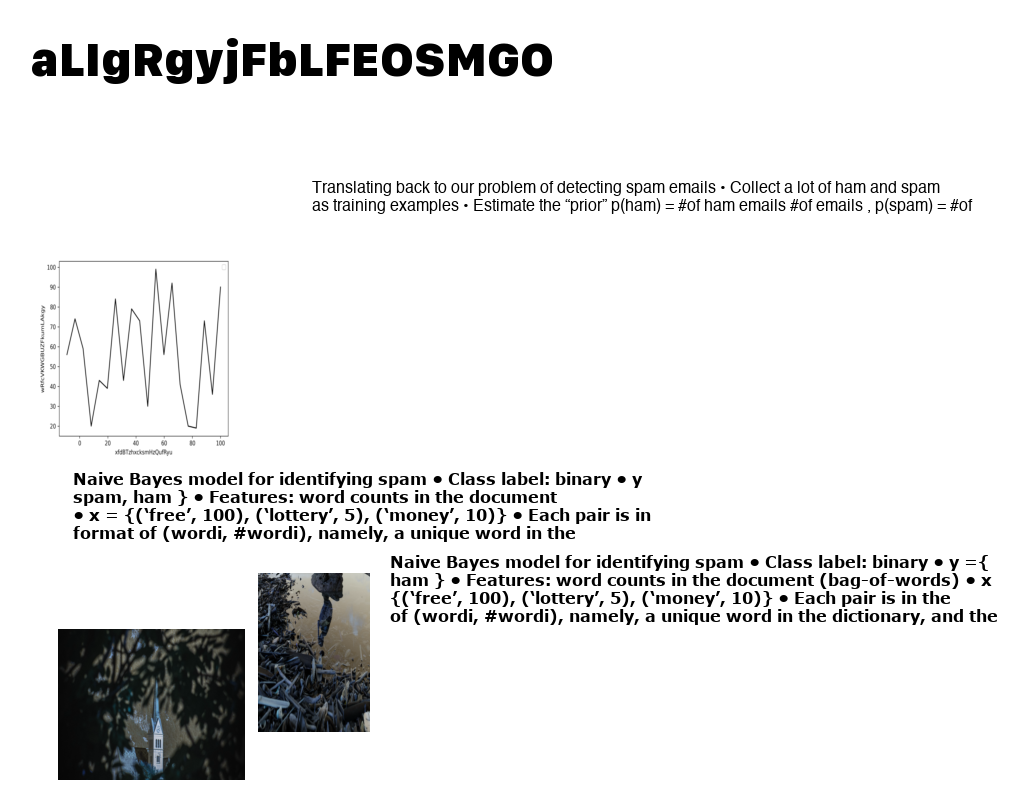 aLIgRgyjFbLFEOSMGO
Translating back to our problem of detecting spam emails • Collect a lot of ham and spam
as training examples • Estimate the “prior” p(ham) = #of ham emails #of emails , p(spam) = #of
100
90
80
70
60
50
40
30
20
0 20 40 60 80 100
Naive Bayes model for identifying spam • Class label: binary • y
spam, ham } • Features: word counts in the document
• x = {(‘free’, 100), (‘lottery’, 5), (‘money’, 10)} • Each pair is in
format of (wordi, #wordi), namely, a unique word in the
Naive Bayes model for identifying spam • Class label: binary • y ={
ham } • Features: word counts in the document (bag-of-words) • x
{(‘free’, 100), (‘lottery’, 5), (‘money’, 10)} • Each pair is in the
of (wordi, #wordi), namely, a unique word in the dictionary, and the